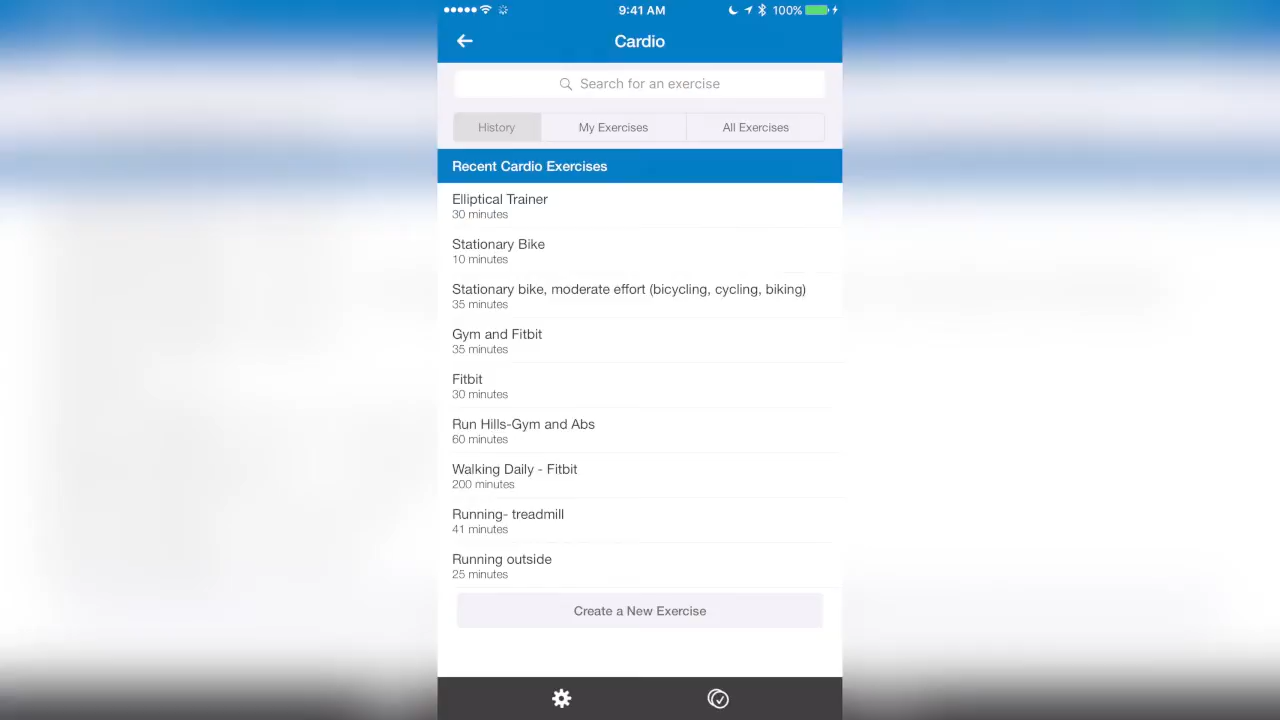 9:41 AM
100%
Cardio
Search for an exercise
History
My Exercises
All Exercises
Recent Cardio Exercises
Elliptical Trainer
30 minutes
Stationary Bike
10 minutes
Stationary bike, moderate effort (bicycling, cycling, biking)
35 minutes
Gym and Fitbit
35 minutes
Fitbit
30 minutes
Run Hills-Gym and Abs
60 minutes
Walking Daily - Fitbit
200 minutes
Running- treadmill
41 minutes
Running outside
25 minutes
Create a New Exercise